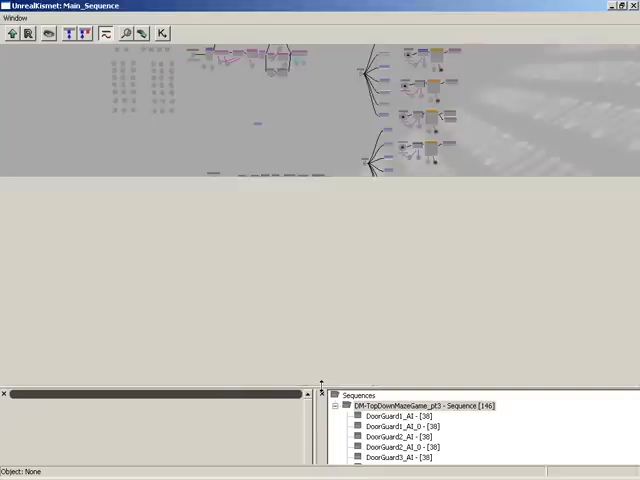 UnrealKismet: Main_Sequence
Window
Sequences
DM-TopDownMazeGame_pt3 - Sequence [146]
DoorGuard1_AI - [38]
DoorGuard1_AI_0 - [38]
DoorGuard2_AI - [38]
DoorGuard2_AI_0 - [38]
DoorGuard3_AI - [38]
Object: None